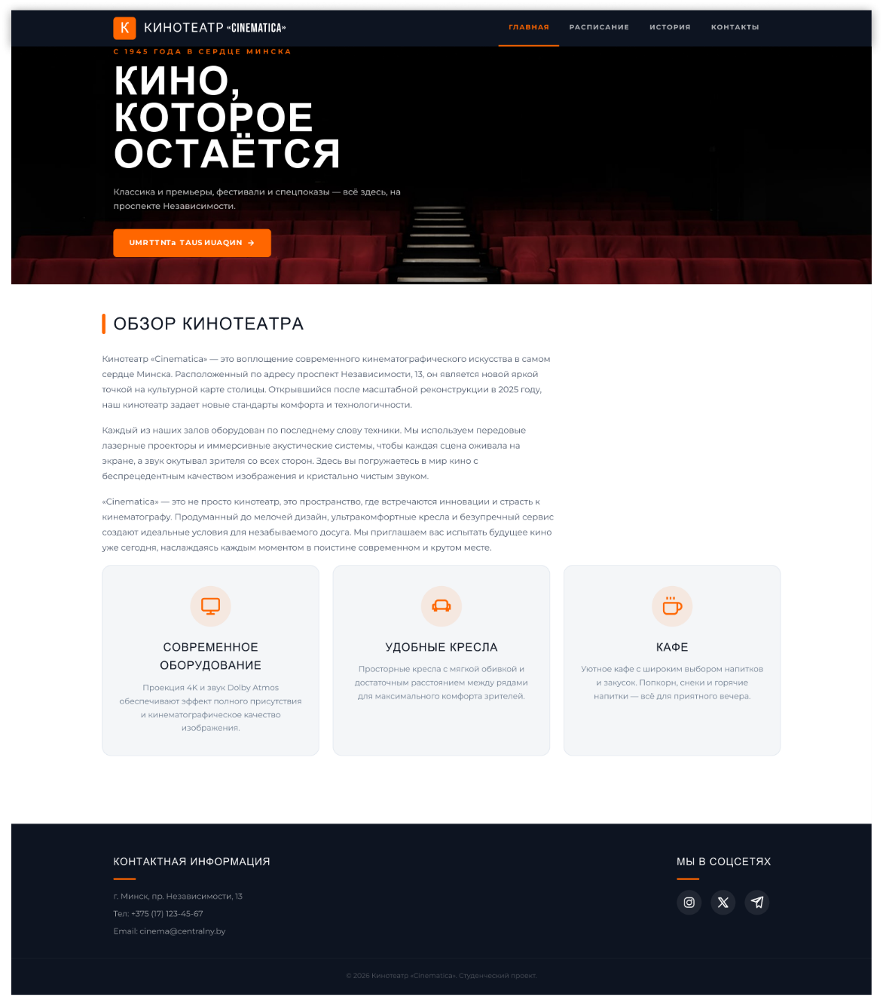 К КИНОТЕАТР «CINEMATICA»
ГЛАВНАЯ РАСПИСАНИЕ ИСТОРИЯ КОНТАКТЫ
С 1945 ГОДА В СЕРДЦЕ МИНСКА
КИНО,
КОТОРОЕ
ОСТАЁТСЯ
Классика и премьеры, фестивали и спецпоказы — всё здесь, на
проспекте Независимости.
UMRTTNTa TAUSИUAQИN →
ОБЗОР КИНОТЕАТРА
Кинотеатр «Cinematica» — это воплощение современного кинематографического искусства в самом
сердце Минска. Расположенный по адресу проспект Независимости, 13, он является новой яркой
точкой на культурной карте столицы. Открывшийся после масштабной реконструкции в 2025 году,
наш кинотеатр задает новые стандарты комфорта и технологичности.
Каждый из наших залов оборудован по последнему слову техники. Мы используем передовые
лазерные проекторы и иммерсивные акустические системы, чтобы каждая сцена оживала на
экране, а звук окутывал зрителя со всех сторон. Здесь вы погружаетесь в мир кино с
беспрецедентным качеством изображения и кристально чистым звуком.
«Cinematica» — это не просто кинотеатр, это пространство, где встречаются инновации и страсть к
кинематографу. Продуманный до мелочей дизайн, ультракомфортные кресла и безупречный сервис
создают идеальные условия для незабываемого досуга. Мы приглашаем вас испытать будущее кино
уже сегодня, наслаждаясь каждым моментом в поистине современном и крутом месте.
СОВРЕМЕННОЕ
ОБОРУДОВАНИЕ
Проекция 4K и звук Dolby Atmos
обеспечивают эффект полного присутствия
и кинематографическое качество
изображения.
УДОБНЫЕ КРЕСЛА
Просторные кресла с мягкой обивкой и
достаточным расстоянием между рядами
для максимального комфорта зрителей.
КАФЕ
Уютное кафе с широким выбором напитков
и закусок. Попкорн, снеки и горячие
напитки — всё для приятного вечера.
КОНТАКТНАЯ ИНФОРМАЦИЯ
г. Минск, пр. Независимости, 13
Тел: +375 (17) 123-45-67
Email: cinema@centralny.by
МЫ В СОЦСЕТЯХ
© 2026 Кинотеатр «Cinematica». Студенческий проект.